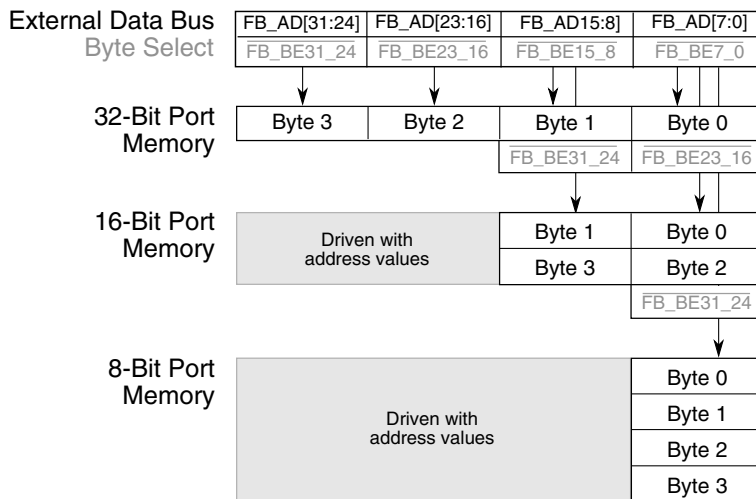 External Data Bus FB_AD[31:24] FB_AD[23:16] FB_AD15:8] FB_AD[7:0]
Byte Select FB_BE31_24 FB_BE23_16 FB_BE15_8 FB_BE7_0
32-Bit Port
Memory
Byte 3 Byte 2 Byte 1 Byte 0
FB_BE31_24 FB_BE23_16
16-Bit Port
Memory
Driven with
address values
Byte 1 Byte 0
Byte 3 Byte 2
FB_BE31_24
8-Bit Port
Memory
Driven with
address values
Byte 0
Byte 1
Byte 2
Byte 3